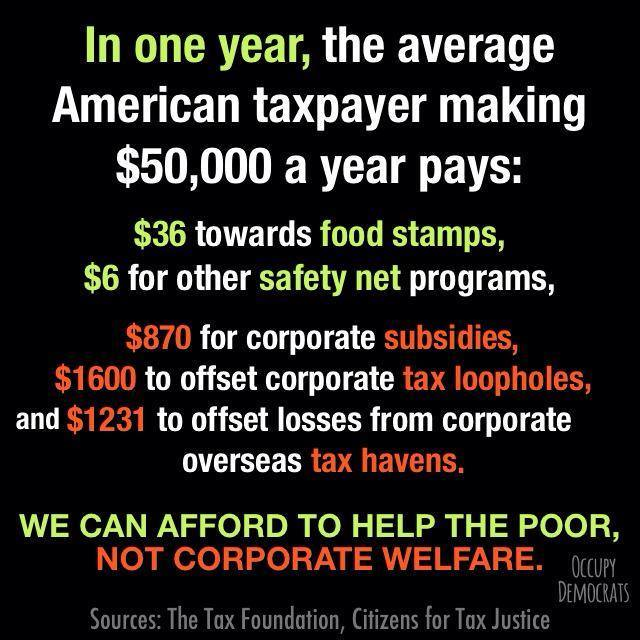 In one year, the average
American taxpayer making
$50,000 a year pays:
$36 towards food stamps,
$6 for other safety net programs,
$870 for corporate subsidies,
$1600 to offset corporate tax loopholes,
and $1231 to offset losses from corporate
overseas tax havens.
WE CAN AFFORD TO HELP THE POOR,
NOT CORPORATE WELFARE.
OCCUPY
DEMOCRATS
Sources: The Tax Foundation, Citizens for Tax Justice